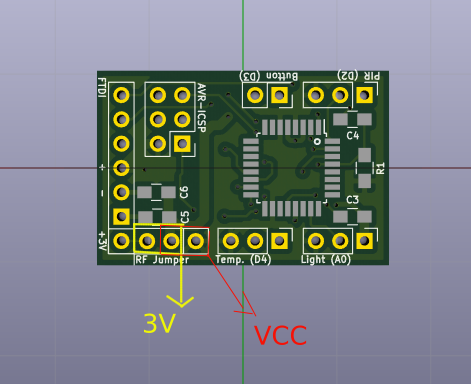 FTDI
AVR-ICSP
Button (D3)
PIR (D2)
C4
R1
+
-
C6
C5
C3
+3V
RF Jumper
Temp. (D4)
Light (A0)
3V
VCC